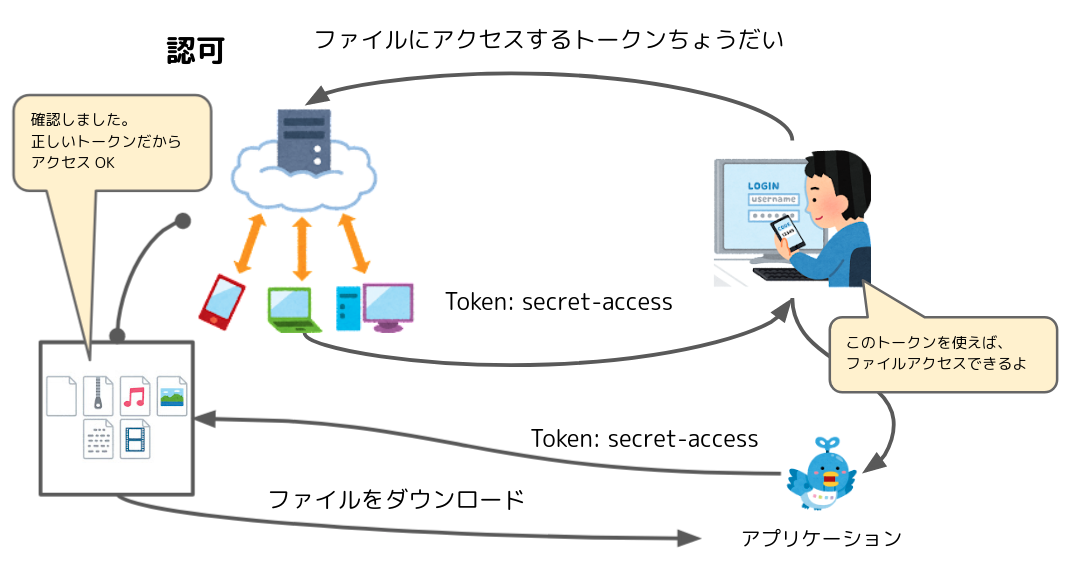 認可
ファイルにアクセスするトークンちょうだい
確認しました。
正しいトークンだから
アクセス OK
LOGIN
username
CODE
12345
Token: secret-access
このトークンを使えば、
ファイルアクセスできるよ
Token: secret-access
ファイルをダウンロード
アプリケーション